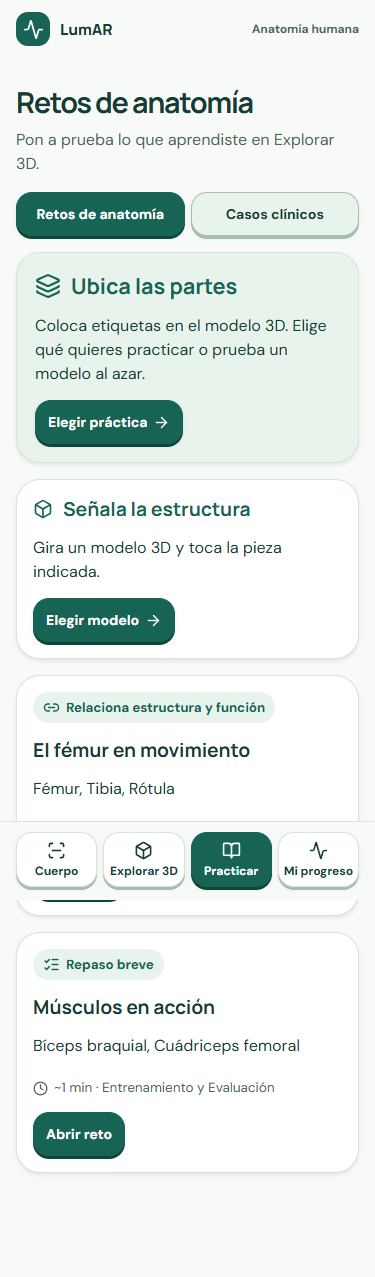 LumAR
Anatomía humana
Retos de anatomía
Pon a prueba lo que aprendiste en Explorar
3D.
Retos de anatomía
Casos clínicos
Ubica las partes
Coloca etiquetas en el modelo 3D. Elige
qué quieres practicar o prueba un
modelo al azar.
Elegir práctica
Señala la estructura
Gira un modelo 3D y toca la pieza
indicada.
Elegir modelo
Relaciona estructura y función
El fémur en movimiento
Fémur, Tibia, Rótula
Cuerpo
Explorar 3D
Practicar
Mi progreso
Repaso breve
Músculos en acción
Bíceps braquial, Cuádriceps femoral
~1 min · Entrenamiento y Evaluación
Abrir reto